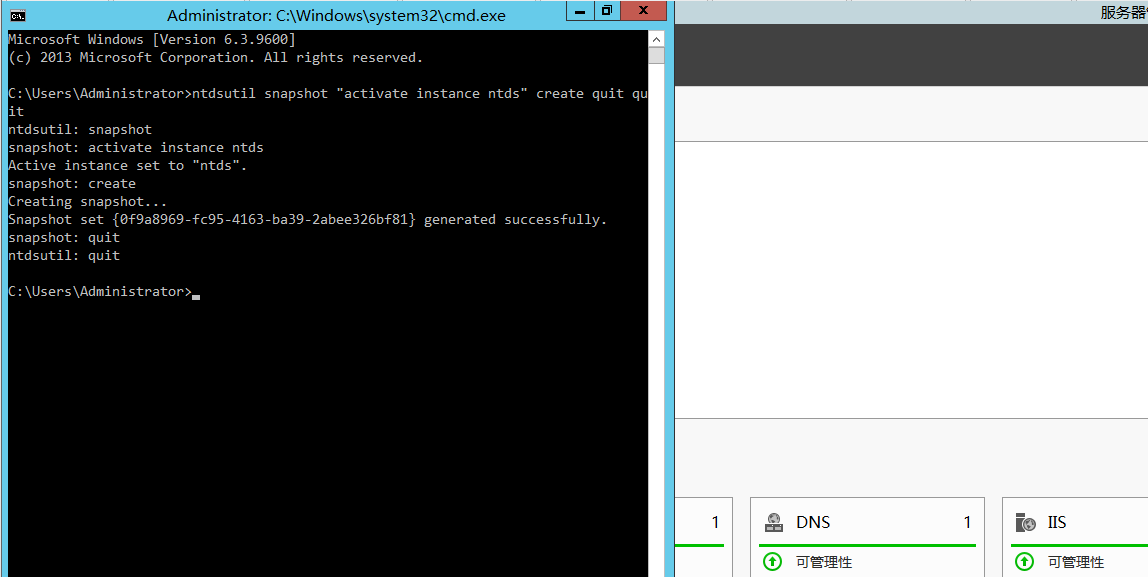 Administrator: C:\Windows\system32\cmd.exe
服务器
Microsoft Windows [Version 6.3.9600]
(c) 2013 Microsoft Corporation. All rights reserved.
C:\Users\Administrator>ntdsutil snapshot "activate instance ntds" create quit qu
it
ntdsutil: snapshot
snapshot: activate instance ntds
Active instance set to "ntds".
snapshot: create
Creating snapshot...
Snapshot set {0f9a8969-fc95-4163-ba39-2abee326bf81} generated successfully.
snapshot: quit
ntdsutil: quit
C:\Users\Administrator>
1
DNS 1
IIS
可管理性
可管理性